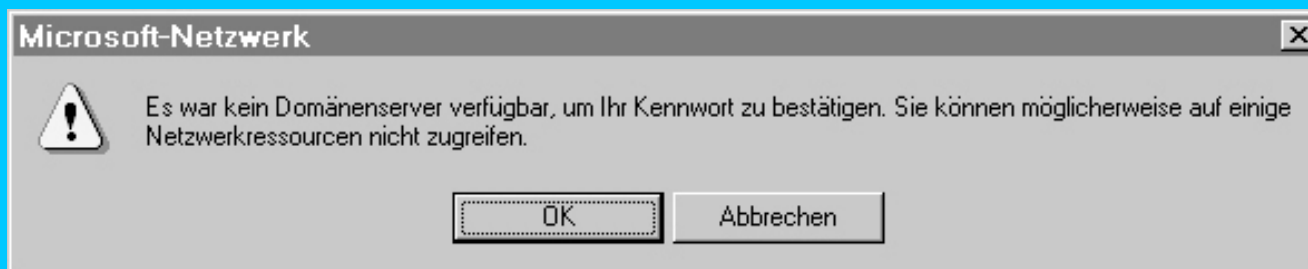 Microsoft-Netzwerk
Es war kein Domänenserver verfügbar, um Ihr Kennwort zu bestätigen. Sie können möglicherweise auf einige
Netzwerkressourcen nicht zugreifen.
OK
Abbrechen